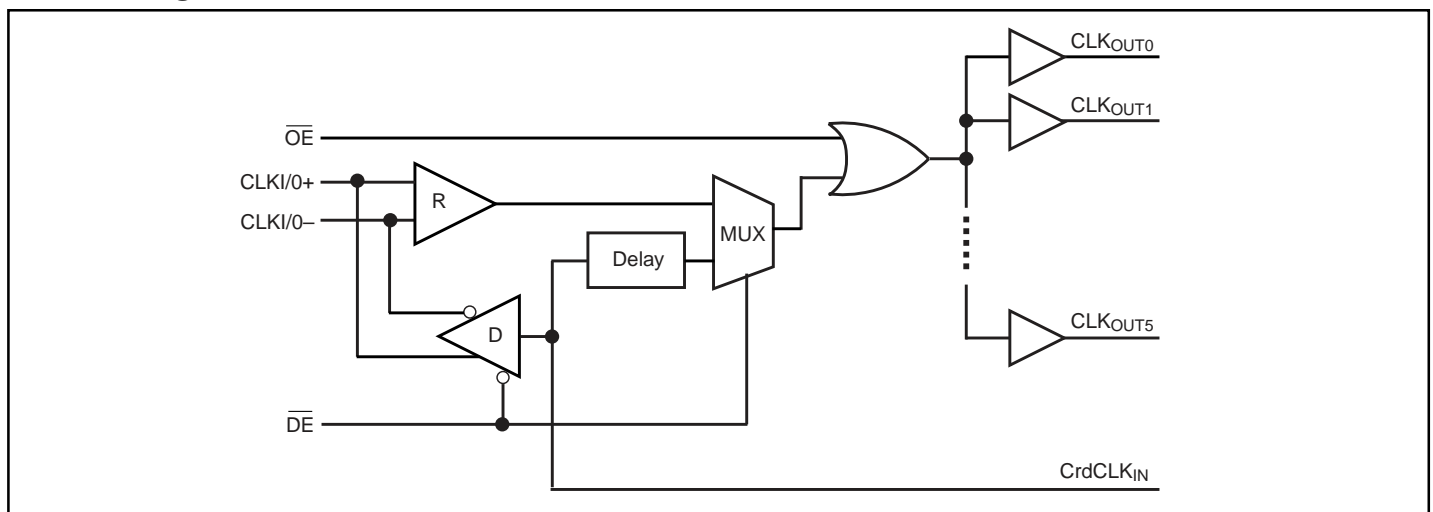 CLKOUT0
CLKOUT1
OE
CLKI/0+
R
CLKI/0–
MUX
Delay
CLKOUT5
D
DE
CrdCLKIN